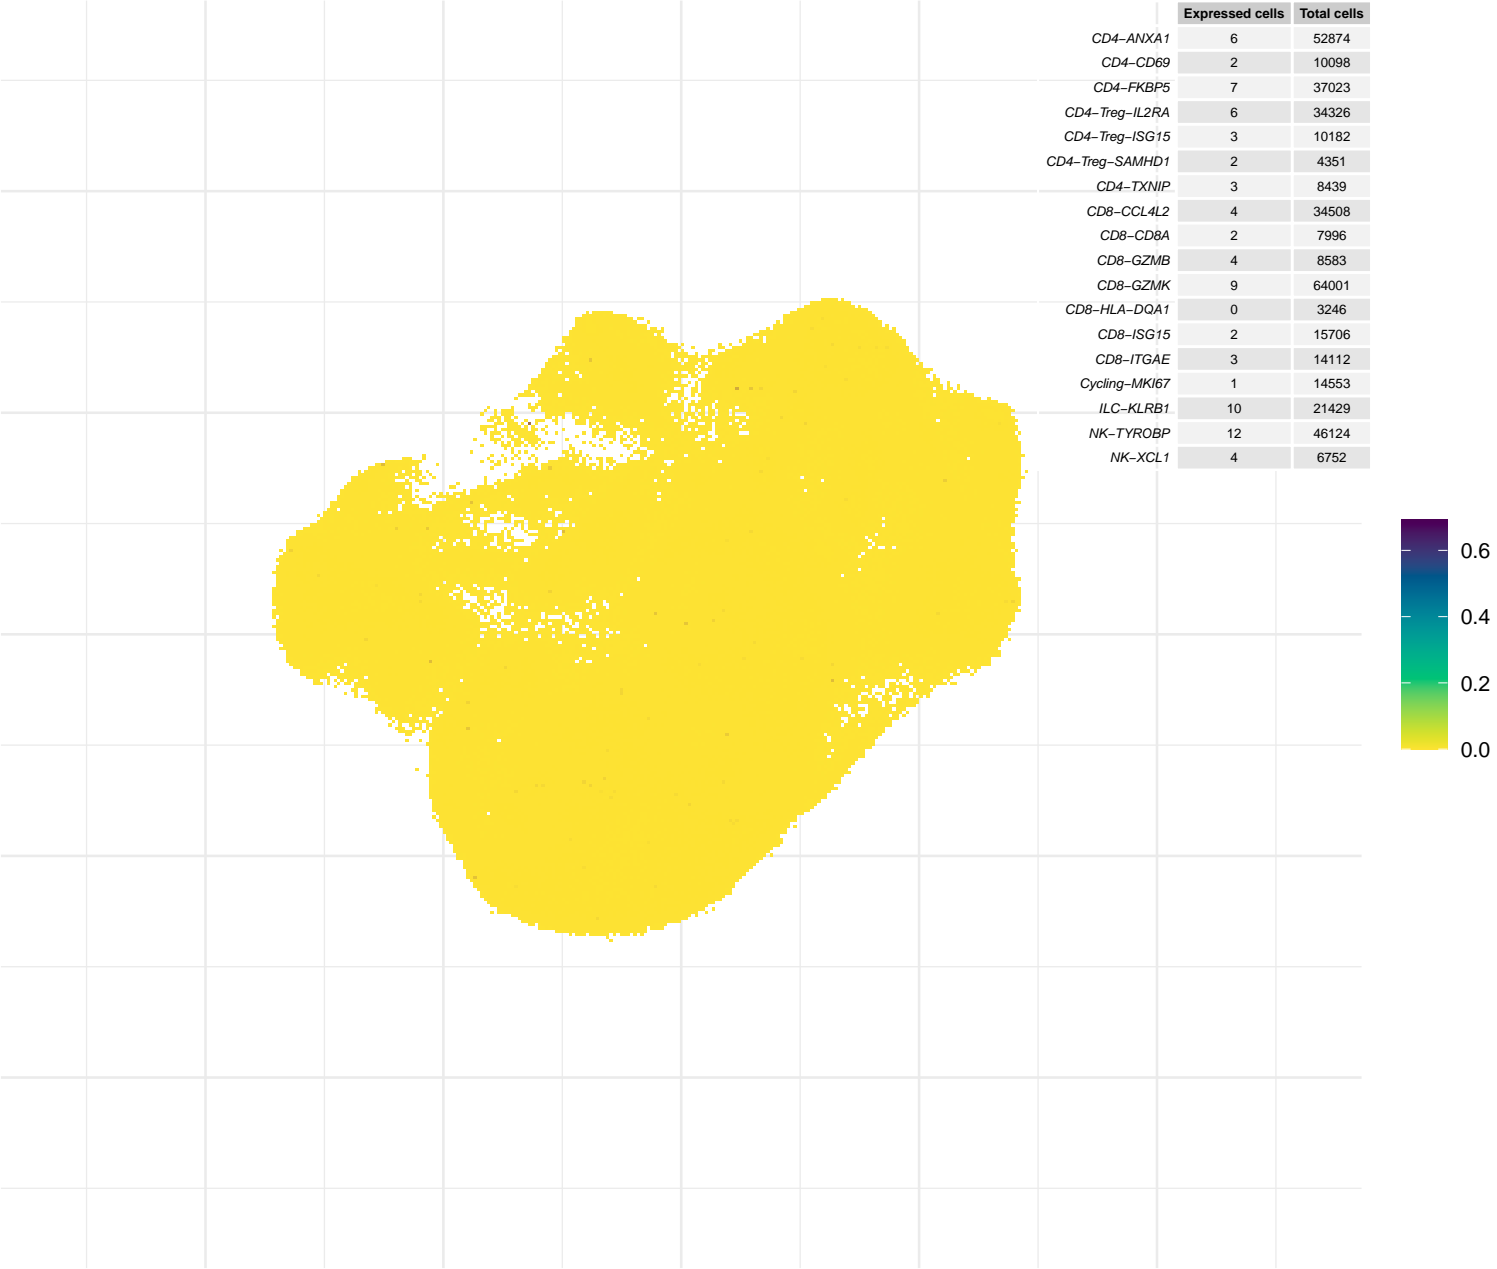 Expressed cells Total cells
CD4−ANXA1 6 52874
CD4−CD69 2 10098
CD4−FKBP5 7 37023
CD4−Treg−IL2RA 6 34326
CD4−Treg−ISG15 3 10182
CD4−Treg−SAMHD1 2 4351
CD4−TXNIP 3 8439
CD8−CCL4L2 4 34508
CD8−CD8A 2 7996
CD8−GZMB 4 8583
CD8−GZMK 9 64001
CD8−HLA−DQA1 0 3246
CD8−ISG15 2 15706
CD8−ITGAE 3 14112
Cycling−MKI67 1 14553
ILC−KLRB1 10 21429
NK−TYROBP 12 46124
NK−XCL1 4 6752
0.6
0.4
0.2
0.0